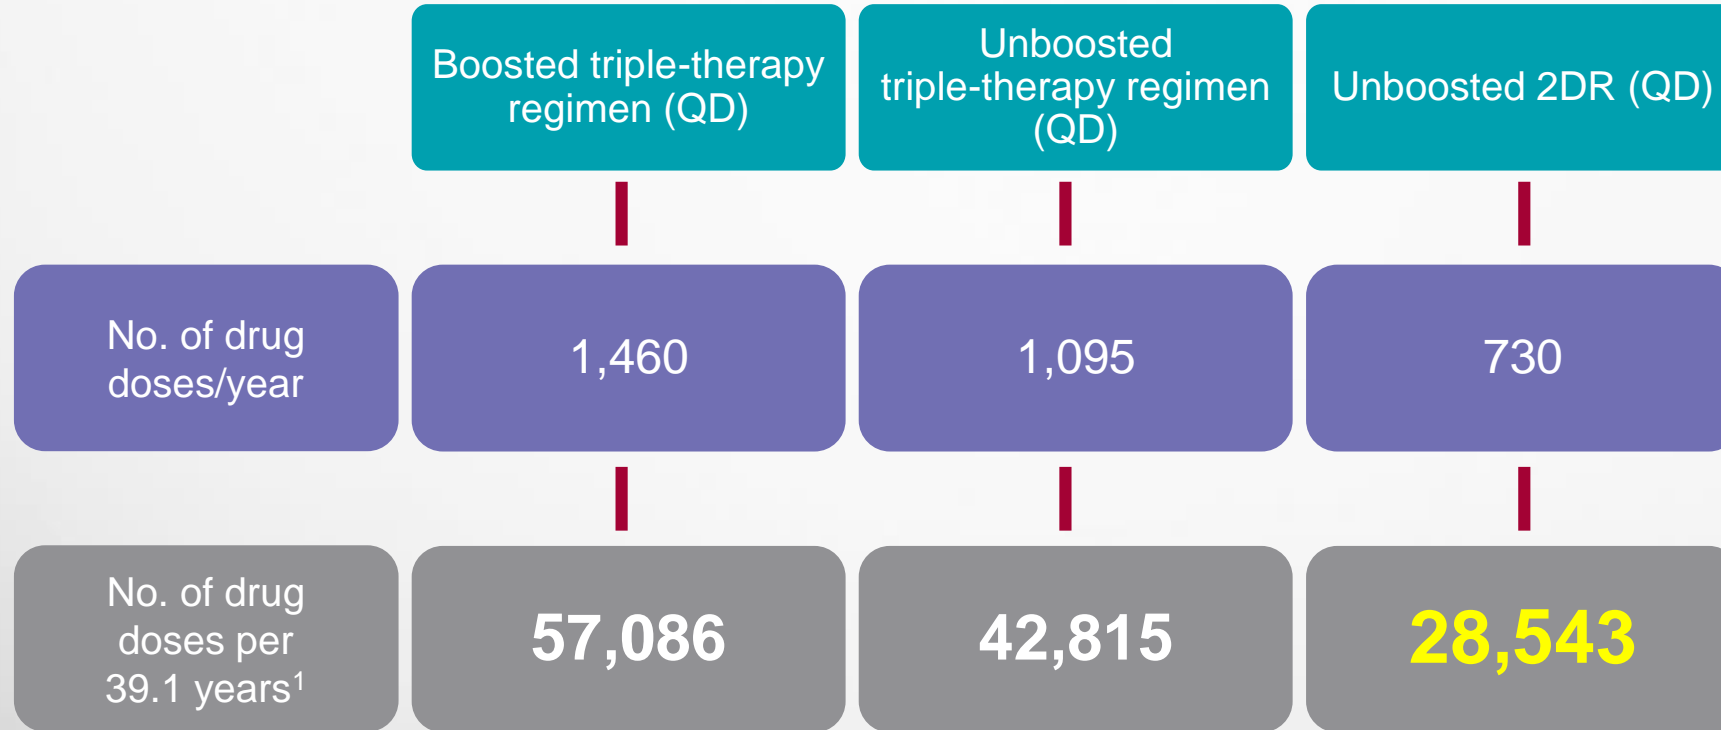 Boosted triple-therapy
regimen (QD)
Unboosted
triple-therapy regimen
(QD)
Unboosted 2DR (QD)
No. of drug
doses/year
1,460
1,095
730
No. of drug
doses per
39.1 years¹
57,086
42,815
28,543